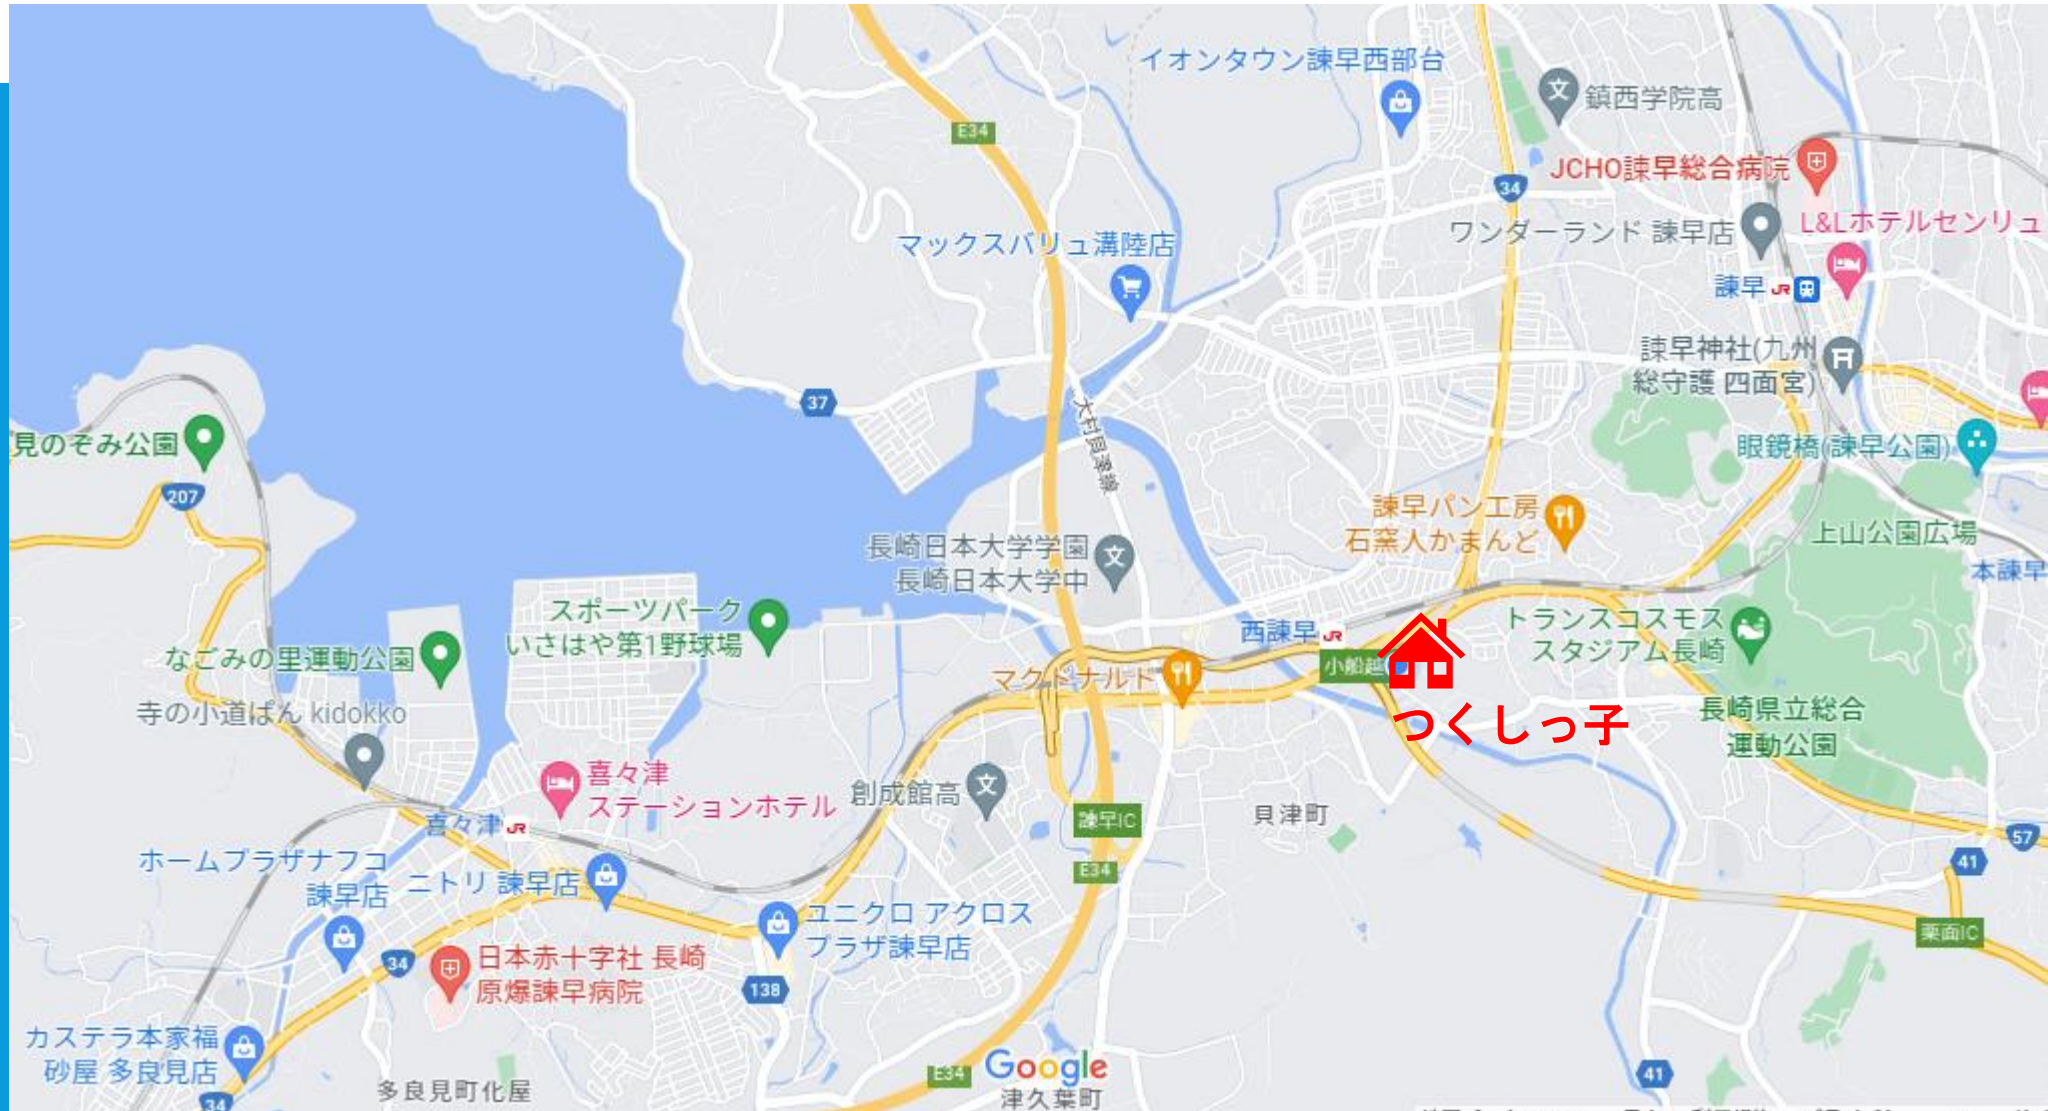 イオンタウン諫早西部台
鎮西学院高
E34
JCHO諫早総合病院
34
L&Lホテルセンリュ
ワンダーランド 諫早店
マックスバリュ溝陸店
諫早 JR
諫早神社(九州
総守護 四面宮)
37
大村貝津線
見のぞみ公園
眼鏡橋(諫早公園)
207
諫早パン工房
石窯人かまんど
上山公園広場
長崎日本大学学園
長崎日本大学中
本諫早
スポーツパーク
いさはや第1野球場
トランスコスモス
スタジアム長崎
西諫早 JR
なごみの里運動公園
小船越
マクドナルド
つくしっ子
寺の小道ぱん kidokko
長崎県立総合
運動公園
喜々津
ステーションホテル
創成館高
諫早IC
貝津町
喜々津 JR
57
41
ホームプラザナフコ
諫早店
ニトリ 諫早店
E34
ユニクロ アクロス
プラザ諫早店
栗面IC
34
日本赤十字社 長崎
原爆諫早病院
138
カステラ本家福
砂屋 多良見店
E34
Google
41
多良見町化屋
津久葉町
34